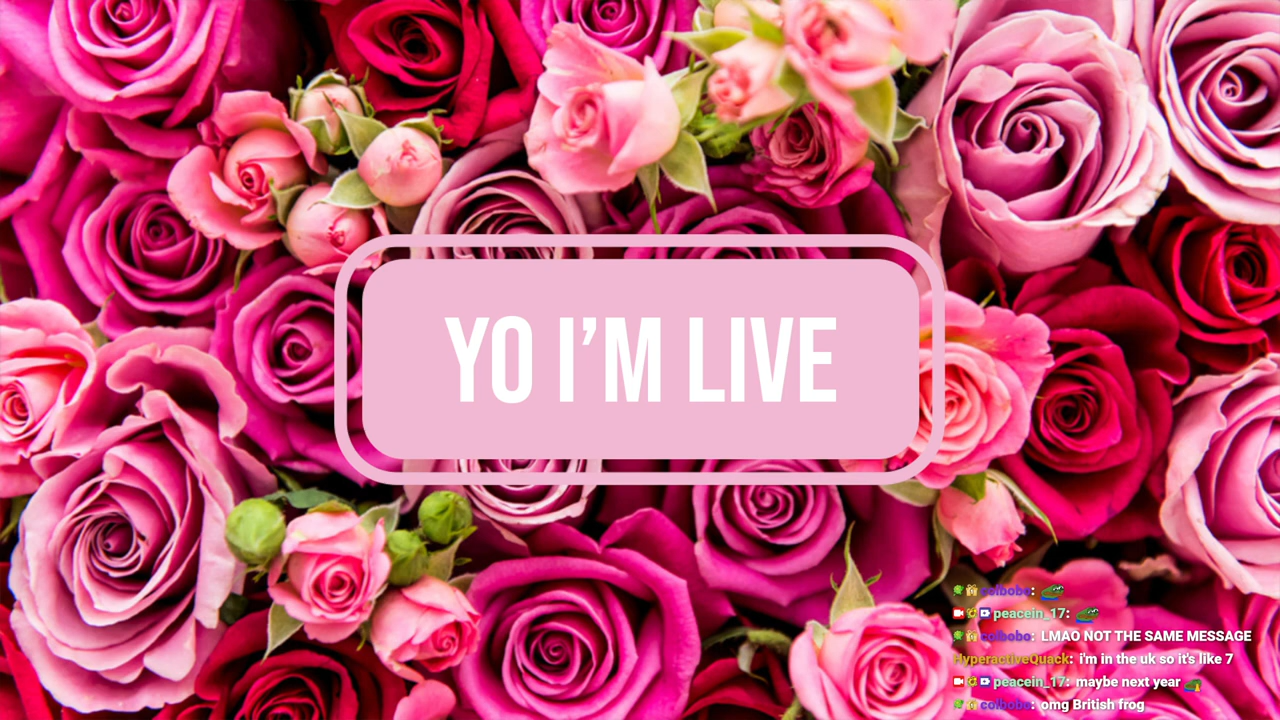 YO I’M LIVE
colbobo:
peacein_17:
colbobo: LMAO NOT THE SAME MESSAGE
HyperactiveQuack: i'm in the uk so it's like 7
peacein_17: maybe next year
colbobo: omg British frog